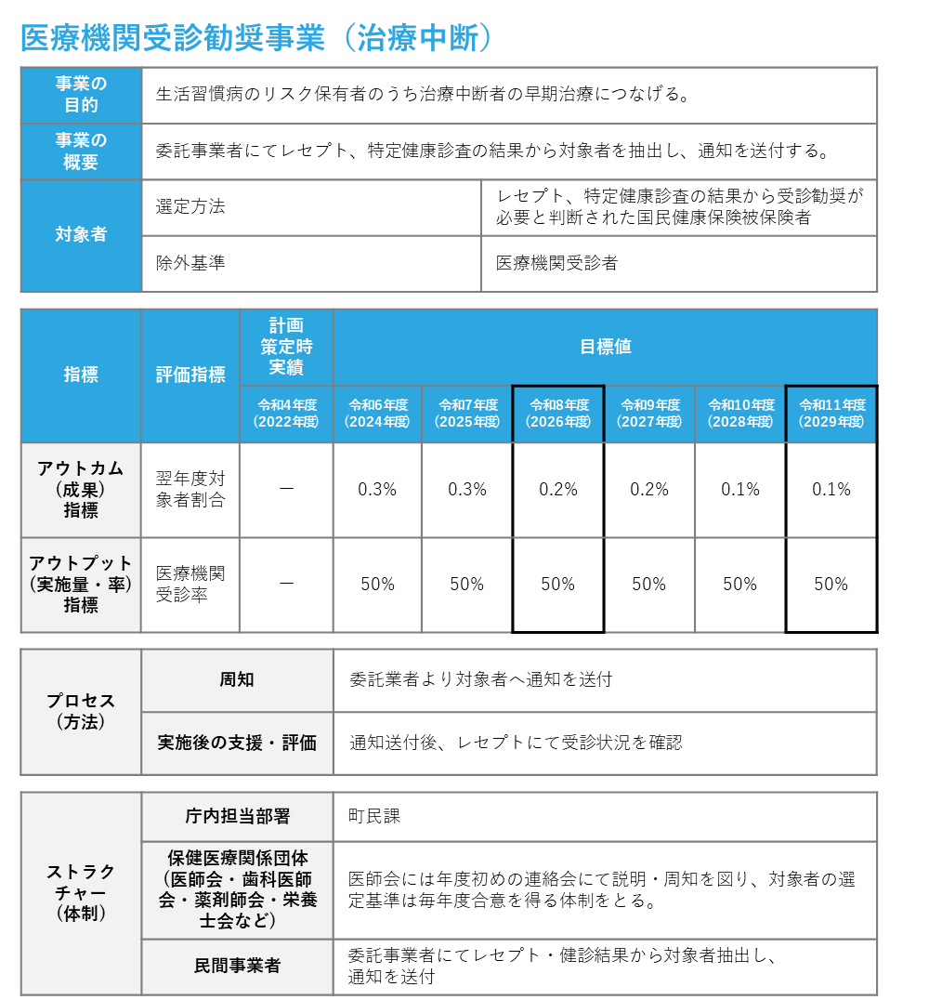 医療機関受診勧奨事業（治療中断）
事業の
目的
生活習慣病のリスク保有者のうち治療中断者の早期治療につなげる。
事業の
概要
委託事業者にてレセプト、特定健康診査の結果から対象者を抽出し、通知を送付する。
対象者
選定方法
レセプト、特定健康診査の結果から受診勧奨が
必要と判断された国民健康保険被保険者
除外基準
医療機関受診者
指標
評価指標
計画
策定時
実績
目標値
令和4年度
（2022年度）
令和6年度
（2024年度）
令和7年度
（2025年度）
令和8年度
（2026年度）
令和9年度
（2027年度）
令和10年度
（2028年度）
令和11年度
（2029年度）
アウトカム
（成果）
指標
翌年度対
象者割合
―
0.3%
0.3%
0.2%
0.2%
0.1%
0.1%
アウトプット
（実施量・率）
指標
医療機関
受診率
―
50%
50%
50%
50%
50%
50%
プロセス
（方法）
周知
委託業者より対象者へ通知を送付
実施後の支援・評価
通知送付後、レセプトにて受診状況を確認
ストラク
チャー
（体制）
庁内担当部署
町民課
保健医療関係団体
（医師会・歯科医師
会・薬剤師会・栄養
士会など）
医師会には年度初めの連絡会にて説明・周知を図り、対象者の選
定基準は毎年度合意を得る体制をとる。
民間事業者
委託事業者にてレセプト・健診結果から対象者抽出し、
通知を送付